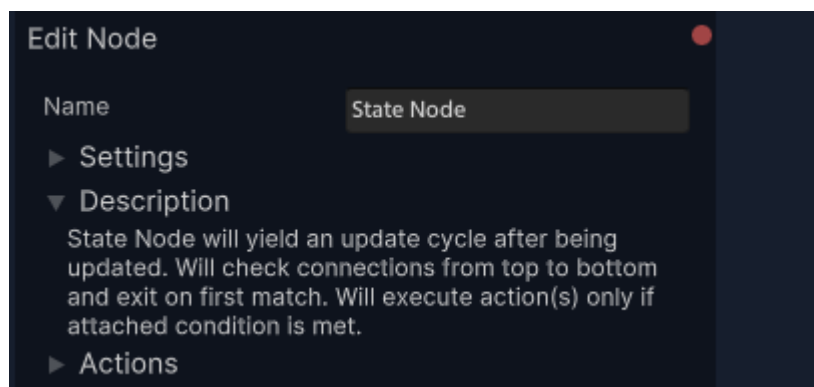 Edit Node
Name
State Node
Settings
Description
State Node will yield an update cycle after being
updated. Will check connections from top to bottom
and exit on first match. Will execute action(s) only if
attached condition is met.
Actions